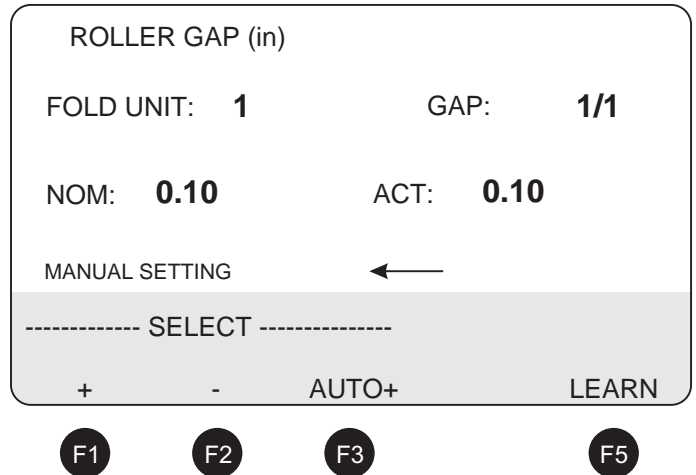 ROLLER GAP (in)
FOLD UNIT: 1 GAP: 1/1
NOM: 0.10 ACT: 0.10
MANUAL SETTING
------------- SELECT ---------------
+ - AUTO+ LEARN
F1 F2 F3 F5